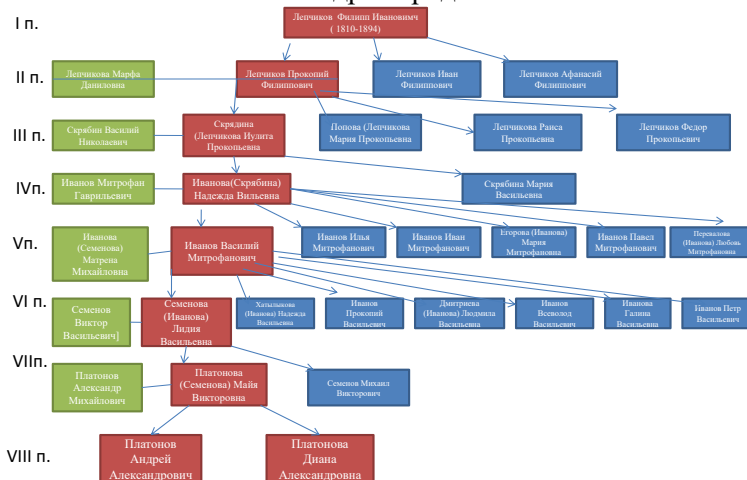 I п.
Лепчиков Филипп Ивановимч
( 1810-1894)
II п.
Лепчикова Марфа
Даниловна
Лепчиков Прокопий
Филиппович
Лепчиков Иван
Филиппович
Лепчиков Афанасий
Филиппович
III п.
Скрябин Василий
Николаевич
Скрядина
(Лепчикова Иулита
Прокопьевна
Попова (Лепчикова
Мария Прокопьевна
Лепчикова Раиса
Прокопьевна
Лепчиков Федор
Прокопьевич
IVп.
Иванов Митрофан
Гаврильевич
Иванова(Скрябина)
Надежда Вильевна
Скрябина Мария
Васильевна
Vп.
Иванова
(Семенова)
Матрена
Михайловна
Иванов Василий
Митрофанович
Иванов Илья
Митрофанович
Иванов Иван
Митрофанович
Егорова (Иванова)
Мария
Митрофановна
Иванов Павел
Митрофанович
Перевалова
(Иванова) Любовь
Митрофановна
VI п.
Семенов
Виктор
Васильевич]
Семенова
(Иванова)
Лидия
Васильевна
Хатылыкова
(Иванова) Надежда
Васильевна
Иванов
Прокопий
Васильевич
Дмитриева
(Иванова) Людмила
Васильевна
Иванов
Всеволод
Васильевич
Иванова
Галина
Васильевна
Иванов Петр
Васильевич
VIIп.
Платонов
Александр
Михайлович
Платонова
(Семенова) Майя
Викторовна
Семенов Михаил
Викторович
VIII п.
Платонов
Андрей
Александрович
Платонова
Диана
Александровна